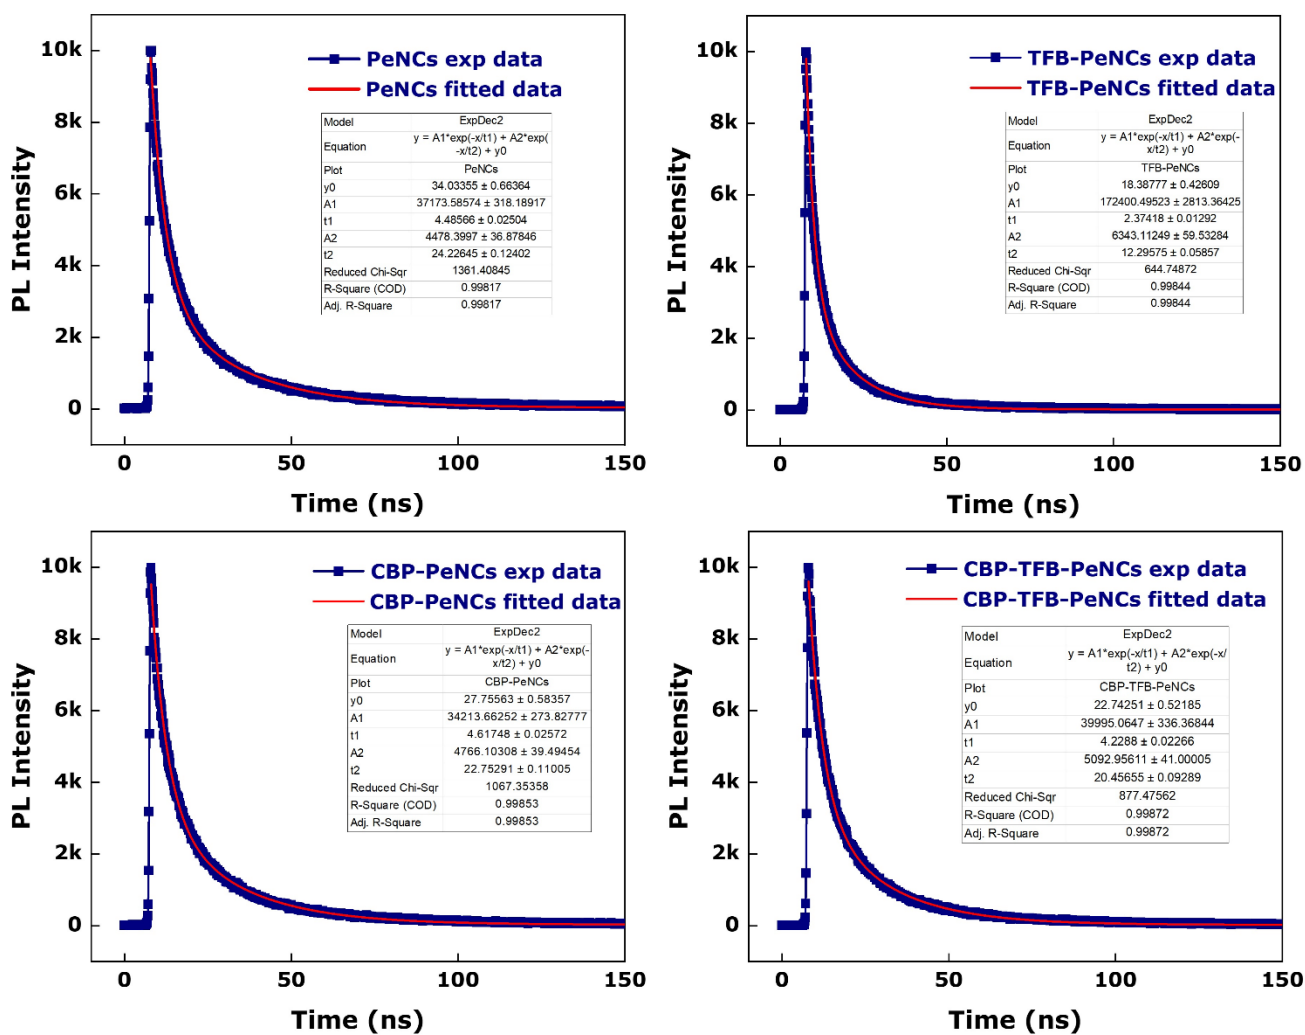 PeNCs exp data
PeNCs fitted data
Model ExpDec2
Equation y = A1*exp(-x/t1) + A2*exp(
-x/t2) + y0
Plot PeNCs
y0 34.03355 ± 0.66364
A1 37173.58574 ± 318.18917
t1 4.48566 ± 0.02504
A2 4478.3997 ± 36.87846
t2 24.22645 ± 0.12402
Reduced Chi-Sqr 1361.40845
R-Square (COD) 0.99817
Adj. R-Square 0.99817
PL Intensity
10k
8k
6k
4k
2k
0
0 50 100 150
Time (ns)
TFB-PeNCs exp data
TFB-PeNCs fitted data
Model ExpDec2
Equation y = A1*exp(-x/t1) + A2*exp(-
x/t2) + y0
Plot TFB-PeNCs
y0 18.38777 ± 0.42609
A1 172400.49523 ± 2813.36425
t1 2.37418 ± 0.01292
A2 6343.11249 ± 59.53284
t2 12.29575 ± 0.05857
Reduced Chi-Sqr 644.74872
R-Square (COD) 0.99844
Adj. R-Square 0.99844
PL Intensity
10k
8k
6k
4k
2k
0
0 50 100 150
Time (ns)
CBP-PeNCs exp data
CBP-PeNCs fitted data
Model ExpDec2
Equation y = A1*exp(-x/t1) + A2*exp(-
x/t2) + y0
Plot CBP-PeNCs
y0 27.75563 ± 0.58357
A1 34213.66252 ± 273.82777
t1 4.61748 ± 0.02572
A2 4766.10308 ± 39.49454
t2 22.75291 ± 0.11005
Reduced Chi-Sqr 1067.35358
R-Square (COD) 0.99853
Adj. R-Square 0.99853
PL Intensity
10k
8k
6k
4k
2k
0
0 50 100 150
Time (ns)
CBP-TFB-PeNCs exp data
CBP-TFB-PeNCs fitted data
Model ExpDec2
Equation y = A1*exp(-x/t1) + A2*exp(-x/
t2) + y0
Plot CBP-TFB-PeNCs
y0 22.74251 ± 0.52185
A1 39995.0647 ± 336.36844
t1 4.2288 ± 0.02266
A2 5092.95611 ± 41.00005
t2 20.45655 ± 0.09289
Reduced Chi-Sqr 877.47562
R-Square (COD) 0.99872
Adj. R-Square 0.99872
PL Intensity
10k
8k
6k
4k
2k
0
0 50 100 150
Time (ns)